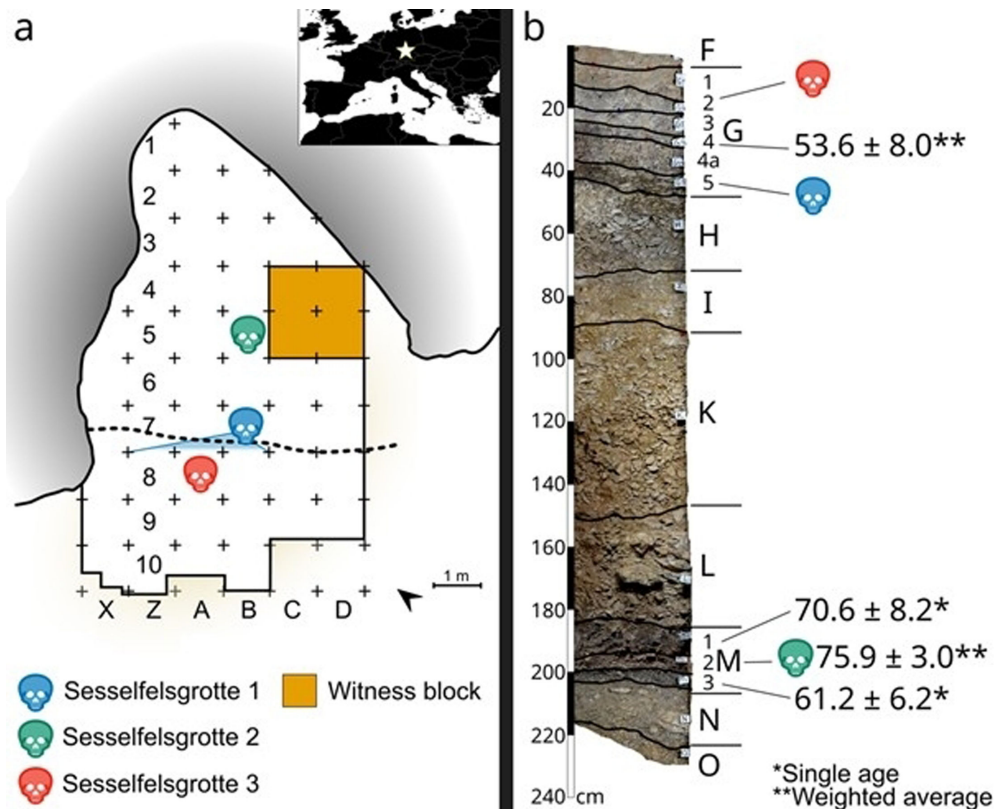 a
1
2
3
4
5
6
7
8
9
10
X Z A B C D
1 m
Sesselfelsgrotte 1
Sesselfelsgrotte 2
Sesselfelsgrotte 3
Witness block
b
F
1
2
3
G
4
53.6 ± 8.0**
4a
5
H
I
K
L
70.6 ± 8.2*
1
2
M
75.9 ± 3.0**
3
61.2 ± 6.2*
N
O
20
40
60
80
100
120
140
160
180
200
220
240 cm
*Single age
**Weighted average